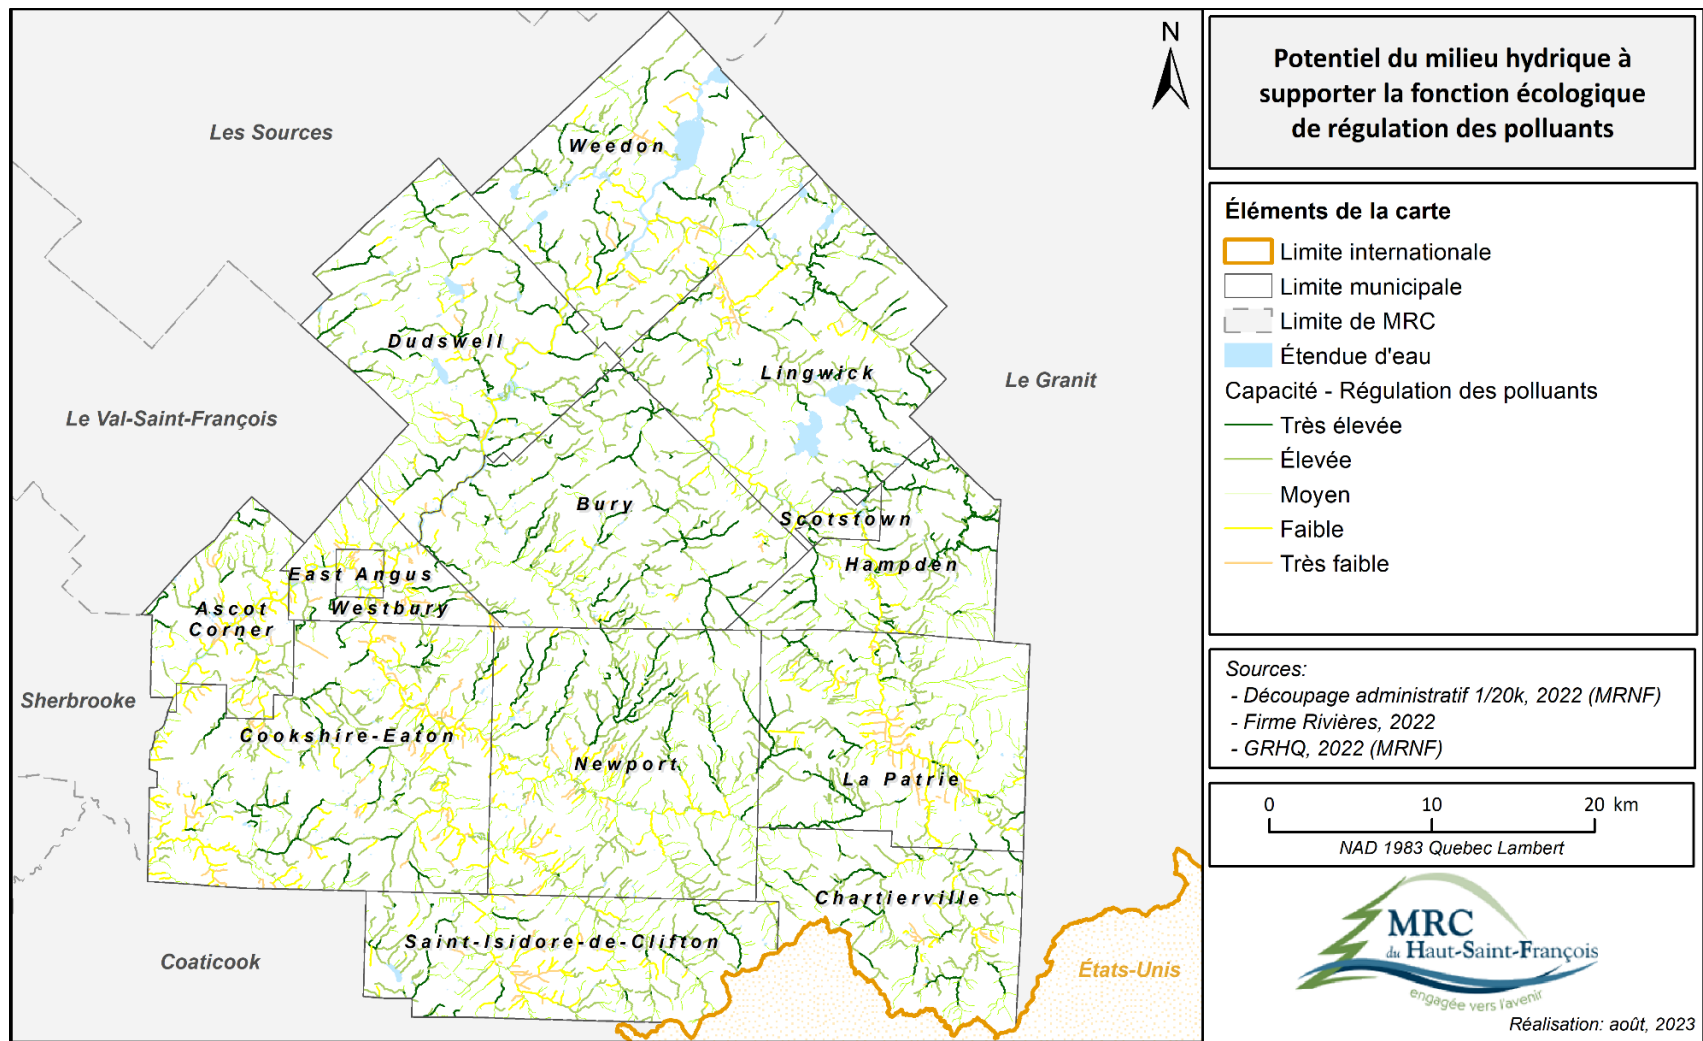 N
Les Sources
Weedon
Dudswell
Lingwick
Le Granit
Le Val-Saint-François
Bury
Scotstown
Hampden
East Angus
Westbury
Ascot
Corner
Sherbrooke
Cookshire-Eaton
Newport
La Patrie
Chartierville
Saint-Isidore-de-Clifton
Coaticook
États-Unis
Potentiel du milieu hydrique à
supporter la fonction écologique
de régulation des polluants
Éléments de la carte
Limite internationale
Limite municipale
Limite de MRC
Étendue d'eau
Capacité - Régulation des polluants
Très élevée
Élevée
Moyen
Faible
Très faible
Sources:
- Découpage administratif 1/20k, 2022 (MRNF)
- Firme Rivières, 2022
- GRHQ, 2022 (MRNF)
0 10 20 km
NAD 1983 Quebec Lambert
MRC
du Haut-Saint-François
engagée vers l'avenir
Réalisation: août, 2023